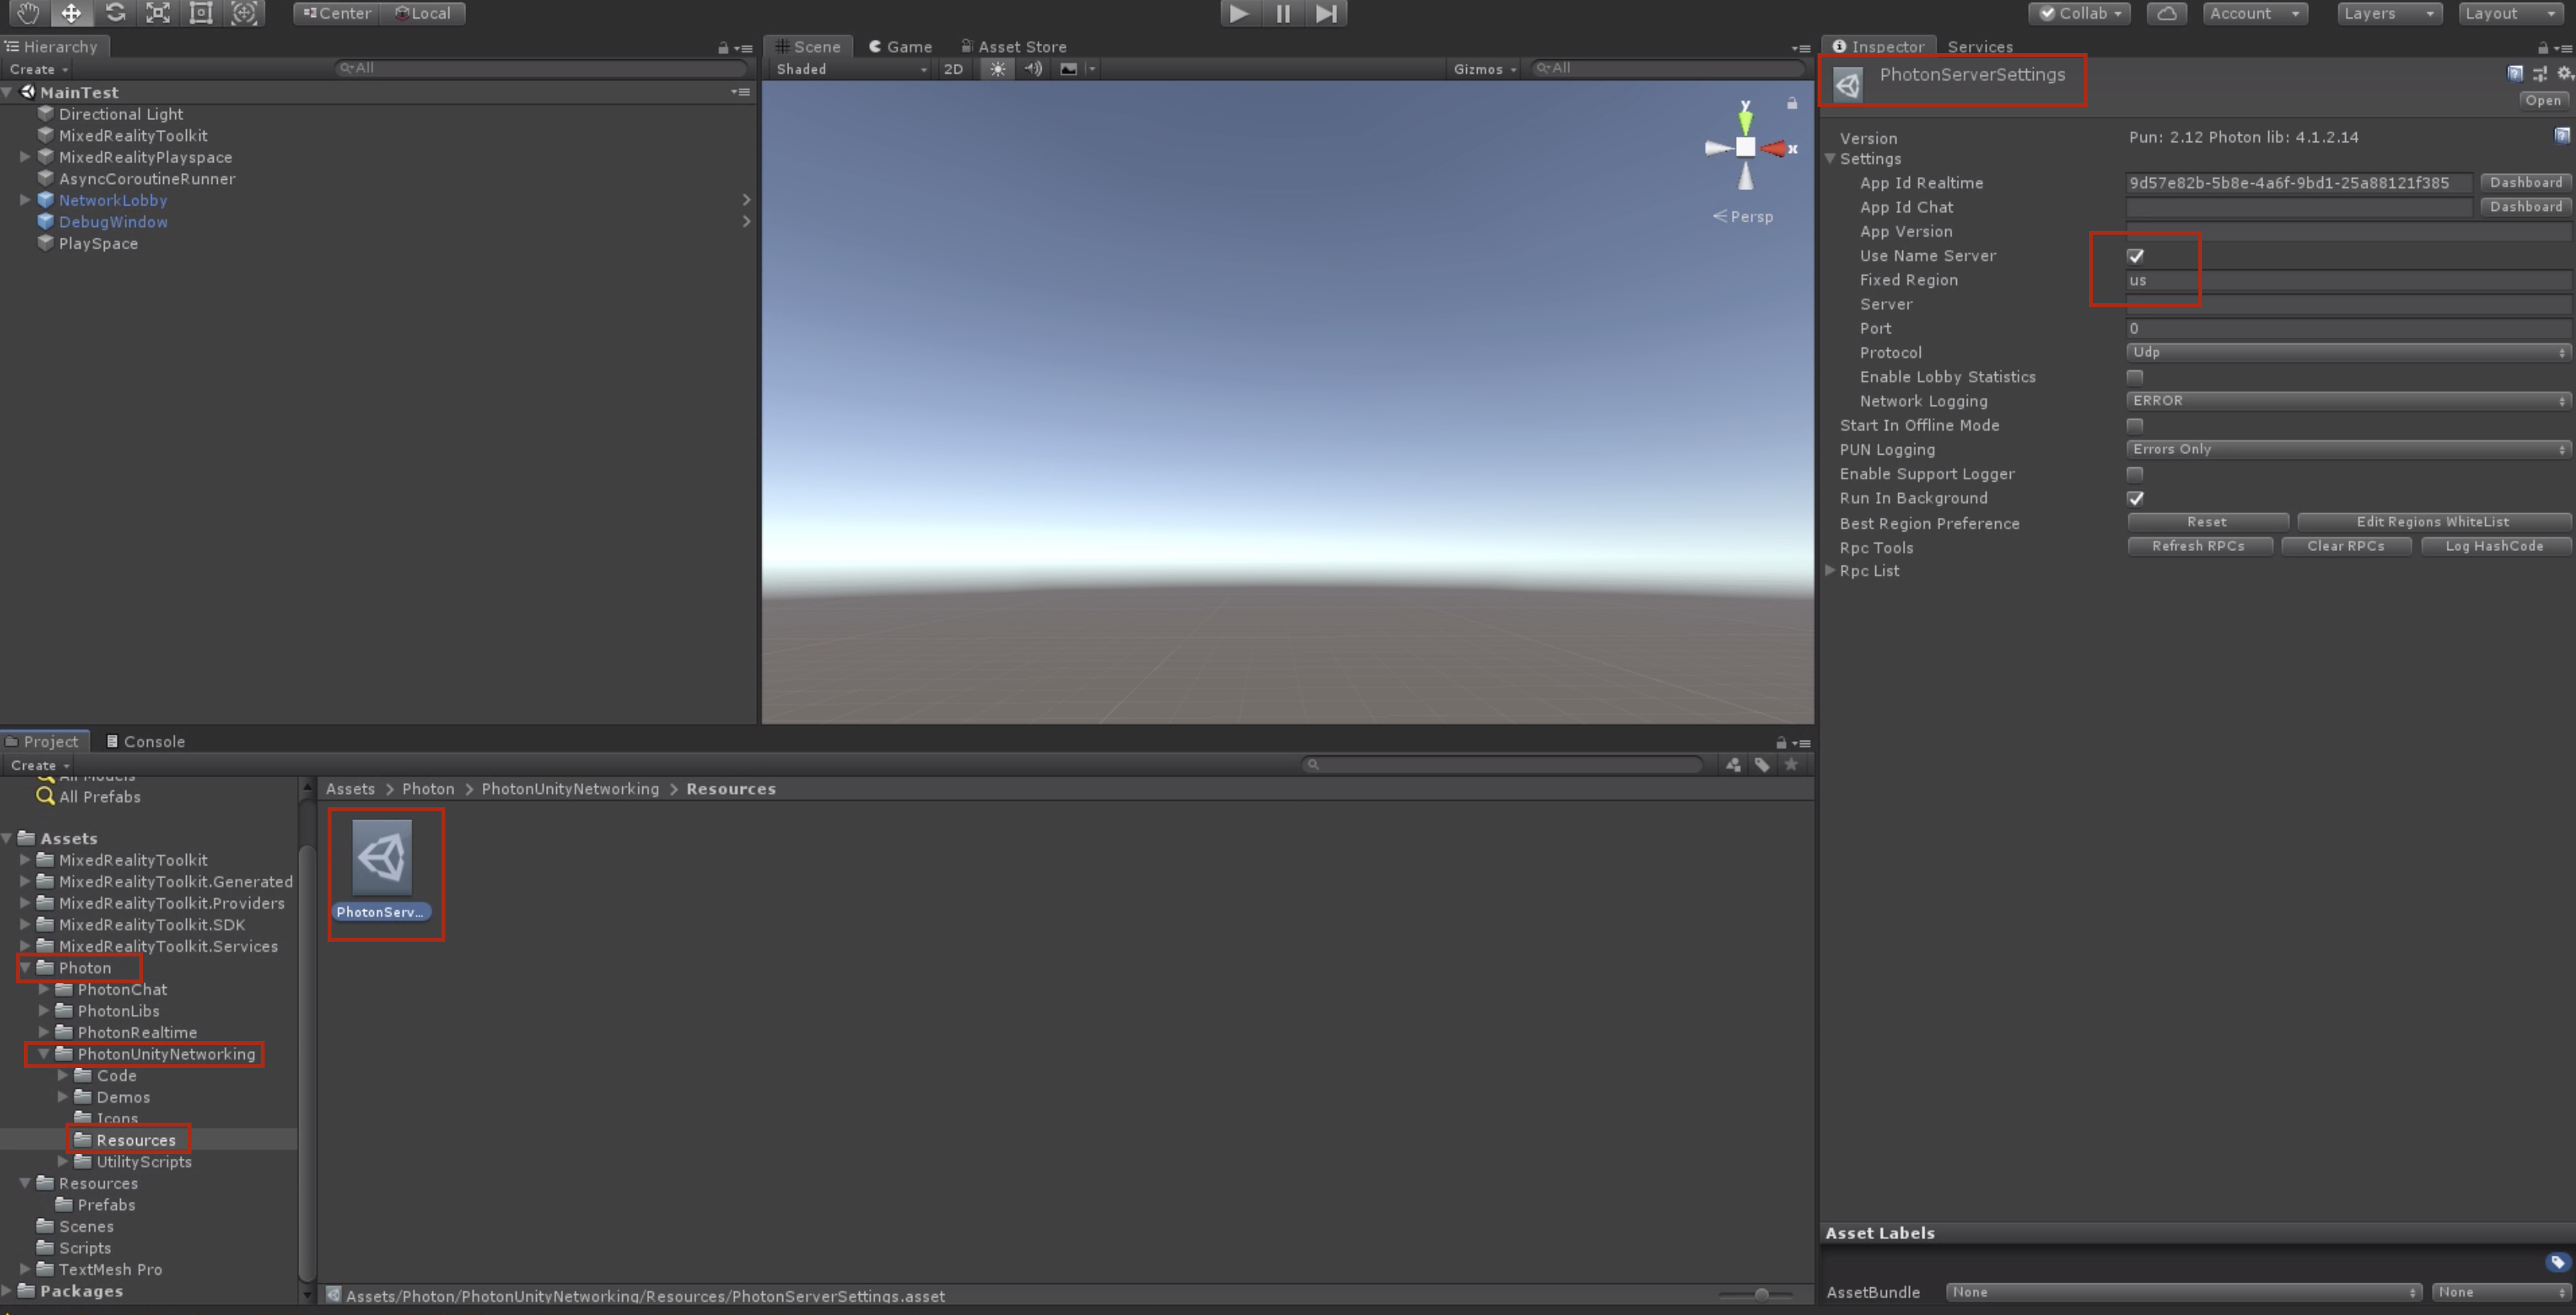 Center Local
Collab Account Layers Layout
Hierarchy
Scene Game Asset Store
Inspector Services
Create All
Shaded 2D Gizmos All
PhotonServerSettings
Open
MainTest
Directional Light
MixedRealityToolkit
MixedRealityPlayspace
AsyncCoroutineRunner
NetworkLobby
DebugWindow
PlaySpace
y
x
Persp
Version Pun: 2.12 Photon lib: 4.1.2.14
Settings
App Id Realtime 9d57e82b-5b8e-4a6f-9bd1-25a88121f385 Dashboard
App Id Chat Dashboard
App Version
Use Name Server
Fixed Region us
Server
Port 0
Protocol Udp
Enable Lobby Statistics
Network Logging ERROR
Start In Offline Mode
PUN Logging Errors Only
Enable Support Logger
Run In Background
Best Region Preference Reset Edit Regions WhiteList
Rpc Tools Refresh RPCs Clear RPCs Log HashCode
Rpc List
Project Console
Create
All Models
All Prefabs
Assets
MixedRealityToolkit
MixedRealityToolkit.Generated
MixedRealityToolkit.Providers
MixedRealityToolkit.SDK
MixedRealityToolkit.Services
Photon
PhotonChat
PhotonLibs
PhotonRealtime
PhotonUnityNetworking
Code
Demos
Icons
Resources
UtilityScripts
Resources
Prefabs
Scenes
Scripts
TextMesh Pro
Packages
Assets > Photon > PhotonUnityNetworking > Resources
PhotonServ...
Assets/Photon/PhotonUnityNetworking/Resources/PhotonServerSettings.asset
Asset Labels
AssetBundle None None